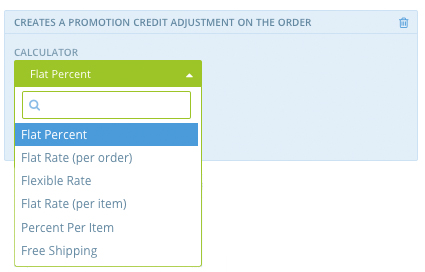 CREATES A PROMOTION CREDIT ADJUSTMENT ON THE ORDER
CALCULATOR
Flat Percent
Flat Percent
Flat Rate (per order)
Flexible Rate
Flat Rate (per item)
Percent Per Item
Free Shipping